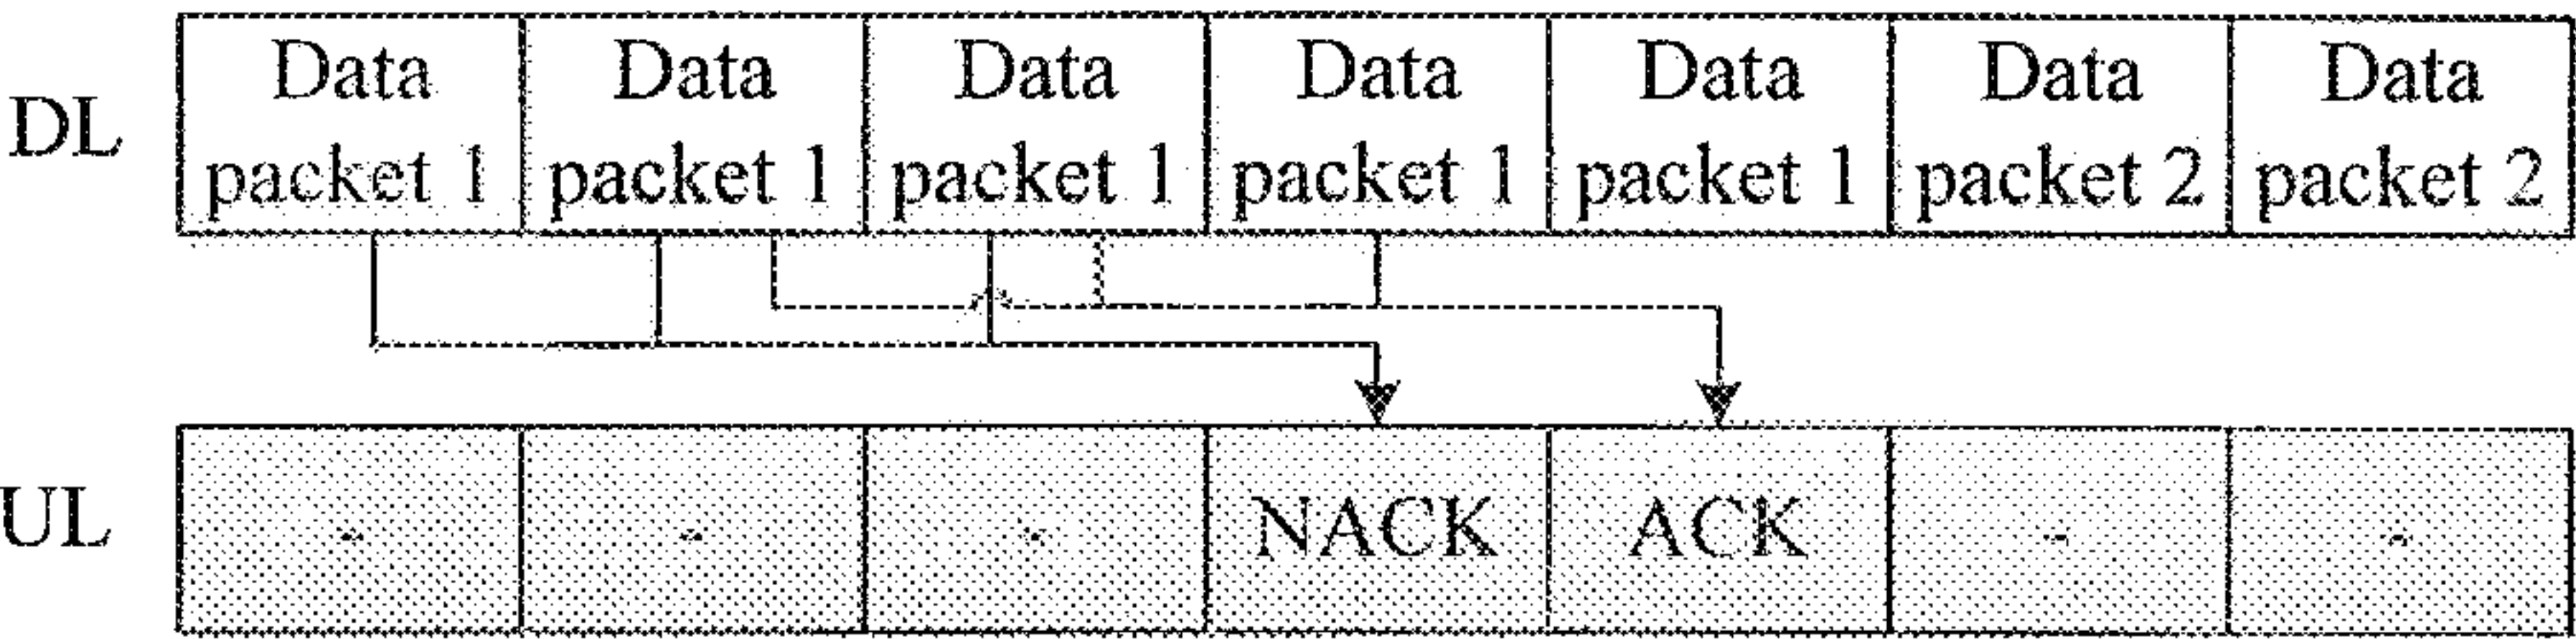 DL
Data packet 1
Data packet 1
Data packet 1
Data packet 1
Data packet 1
Data packet 2
Data packet 2
UL
-
-
-
NACK
ACK
-
-